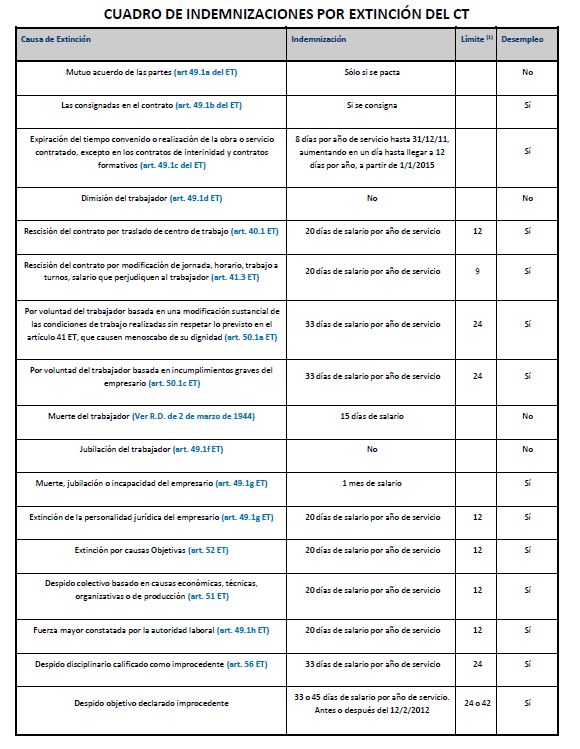 CUADRO DE INDEMNIZACIONES POR EXTINCIÓN DEL CT
Causa de Extinción Indemnización Límite (1) Desempleo
Mutuo acuerdo de las partes (art 49.1a del ET) Sólo si se pacta No
Las consignadas en el contrato (art. 49.1b del ET) Si se consigna Sí
Expiración del tiempo convenido o realización de la obra o servicio
contratado, excepto en los contratos de interinidad y contratos
formativos (art. 49.1c del ET)
8 días por año de servicio hasta 31/12/11,
aumentando en un día hasta llegar a 12
días por año, a partir de 1/1/2015
Sí
Dimisión del trabajador (art. 49.1d ET) No No
Rescisión del contrato por traslado de centro de trabajo (art. 40.1 ET) 20 días de salario por año de servicio 12 Sí
Rescisión del contrato por modificación de jornada, horario, trabajo a
turnos, salario que perjudiquen al trabajador (art. 41.3 ET)
20 días de salario por año de servicio 9 Sí
Por voluntad del trabajador basada en una modificación sustancial de
las condiciones de trabajo realizadas sin respetar lo previsto en el
artículo 41 ET, que causen menoscabo de su dignidad (art. 50.1a ET)
33 días de salario por año de servicio 24 Sí
Por voluntad del trabajador basada en incumplimientos graves del
empresario (art. 50.1c ET)
33 días de salario por año de servicio 24 Sí
Muerte del trabajador (Ver R.D. de 2 de marzo de 1944) 15 días de salario No
Jubilación del trabajador (art. 49.1f ET) No No
Muerte, jubilación o incapacidad del empresario (art. 49.1g ET) 1 mes de salario Sí
Extinción de la personalidad jurídica del empresario (art. 49.1g ET) 20 días de salario por año de servicio 12 Sí
Extinción por causas Objetivas (art. 52 ET) 20 días de salario por año de servicio 12 Sí
Despido colectivo basado en causas económicas, técnicas,
organizativas o de producción (art. 51 ET)
20 días de salario por año de servicio 12 Sí
Fuerza mayor constatada por la autoridad laboral (art. 49.1h ET) 20 días de salario por año de servicio 12 Sí
Despido disciplinario calificado como improcedente (art. 56 ET) 33 días de salario por año de servicio 24 Sí
Despido objetivo declarado improcedente
33 o 45 días de salario por año de servicio.
Antes o después del 12/2/2012
24 o 42 Sí